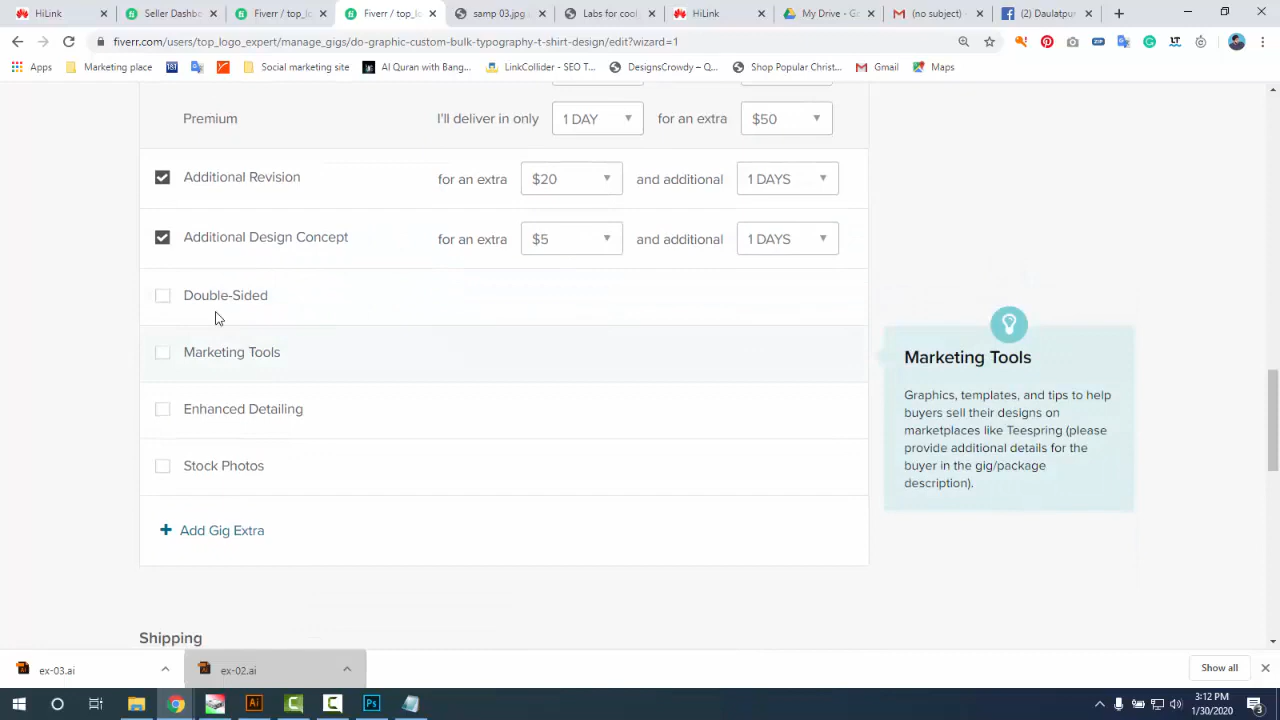 HiLink
Seller Dashb
Fiverr / top_lo
Fiverr / top_lo
samp 03.jpg
Labs for cool
HiLink
My Drive - Go
(no subject)
(2) Daulatpur
fiverr.com/users/top_logo_expert/manage_gigs/do-graphic-custom-bulk-typography-t-shirt-design/edit?wizard=1
Apps
Marketing place
Social marketing site
Al Quran with Bang...
LinkCollider - SEO T...
DesignsCrowdy – Q...
Shop Popular Christ...
Gmail
Maps
Premium
I'll deliver in only
1 DAY
for an extra
$50
Additional Revision
for an extra
$20
and additional
1 DAYS
Additional Design Concept
for an extra
$5
and additional
1 DAYS
Double-Sided
Marketing Tools
Enhanced Detailing
Stock Photos
+ Add Gig Extra
Marketing Tools
Graphics, templates, and tips to help
buyers sell their designs on
marketplaces like Teespring (please
provide additional details for the
buyer in the gig/package
description).
Shipping
ex-03.ai
ex-02.ai
Show all
3:12 PM
1/30/2020